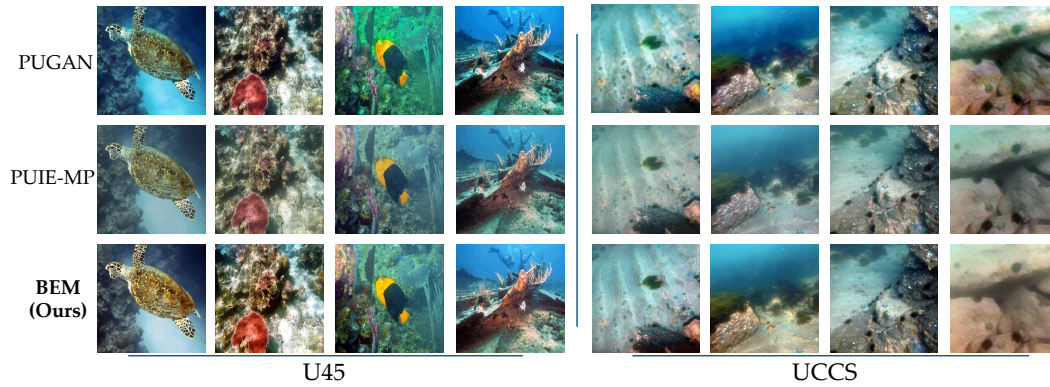 PUGAN
PUIE-MP
BEM
(Ours)
U45
UCCS